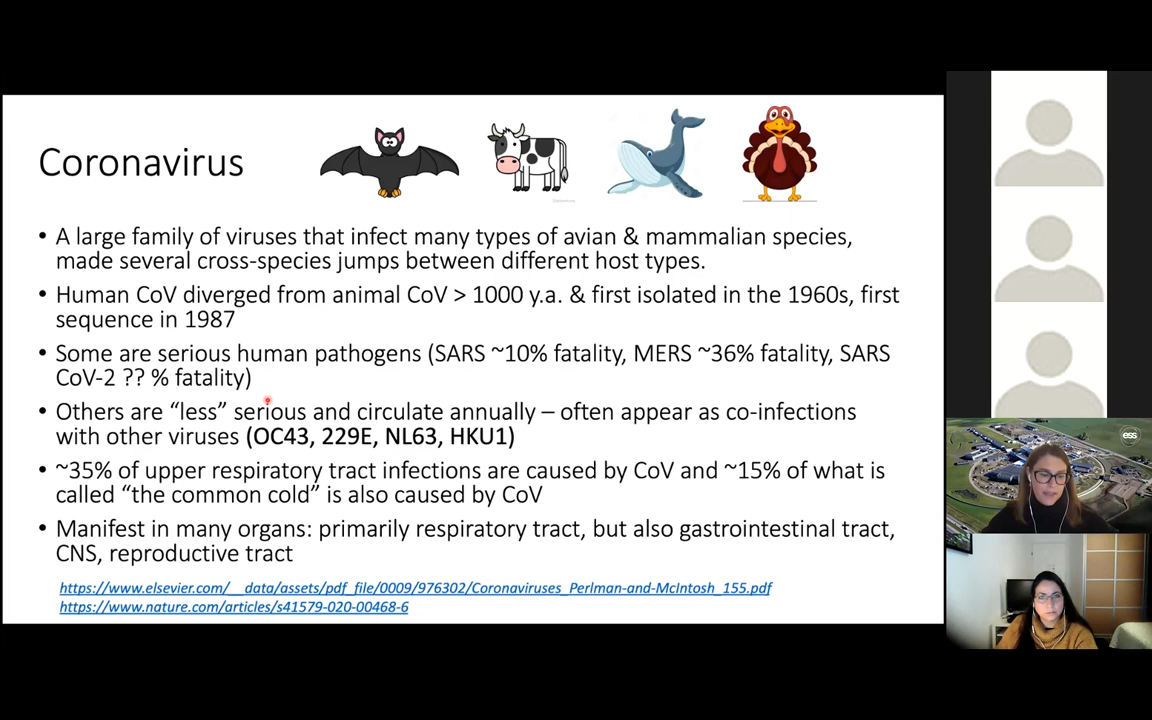 Coronavirus
• A large family of viruses that infect many types of avian & mammalian species,
made several cross-species jumps between different host types.
• Human CoV diverged from animal CoV > 1000 y.a. & first isolated in the 1960s, first
sequence in 1987
• Some are serious human pathogens (SARS ~10% fatality, MERS ~36% fatality, SARS
CoV-2 ?? % fatality)
• Others are “less” serious and circulate annually – often appear as co-infections
with other viruses (OC43, 229E, NL63, HKU1)
• ~35% of upper respiratory tract infections are caused by CoV and ~15% of what is
called “the common cold” is also caused by CoV
• Manifest in many organs: primarily respiratory tract, but also gastrointestinal tract,
CNS, reproductive tract
https://www.elsevier.com/__data/assets/pdf_file/0009/976302/Coronaviruses_Perlman-and-McIntosh_155.pdf
https://www.nature.com/articles/s41579-020-00468-6
ess